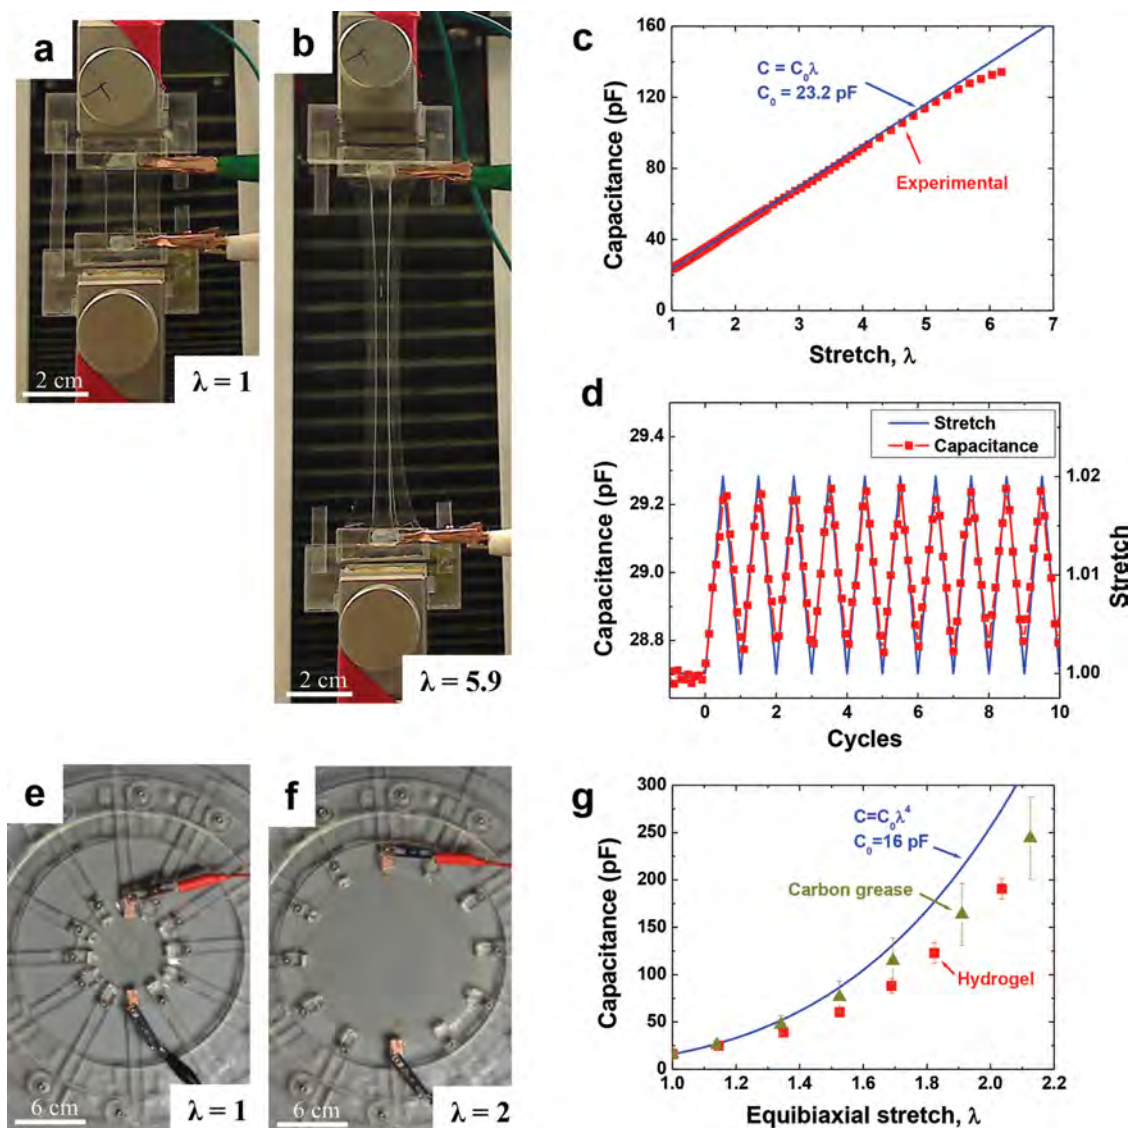 a
λ = 1
2 cm
b
λ = 5.9
2 cm
c
160
120
80
40
0
Capacitance (pF)
C = C₀λ
C₀ = 23.2 pF
Experimental
1 2 3 4 5 6 7
Stretch, λ
d
29.4
29.2
29.0
28.8
Capacitance (pF)
Stretch
Capacitance
1.02
1.01
1.00
Stretch
0 2 4 6 8 10
Cycles
e
6 cm
λ = 1
f
6 cm
λ = 2
g
300
250
200
150
100
50
0
Capacitance (pF)
C=C₀λ⁴
C₀=16 pF
Carbon grease
Hydrogel
1.0 1.2 1.4 1.6 1.8 2.0 2.2
Equibiaxial stretch, λ